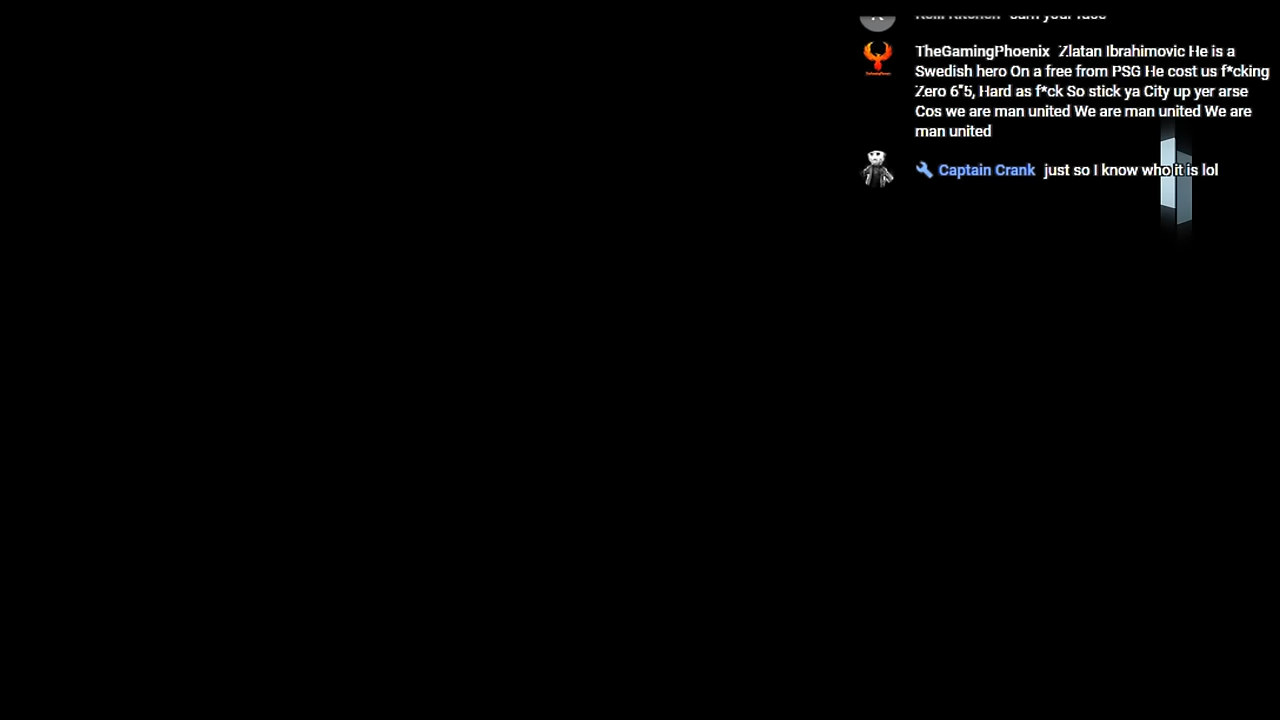 TheGamingPhoenix Zlatan Ibrahimovic He is a
Swedish hero On a free from PSG He cost us f*cking
Zero 6"5, Hard as f*ck So stick ya City up yer arse
Cos we are man united We are man united We are
man united
Captain Crank just so I know who it is lol